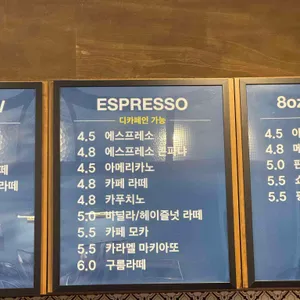 ESPRESSO
디카페인 가능
4.5 에스프레소
4.8 에스프레소 콘파냐
4.5 아메리카노
4.8 카페 라떼
4.8 카푸치노
5.0 바닐라/헤이즐넛 라떼
5.5 카페 모카
5.5 카라멜 마키아또
6.0 구름라떼
8oz
4.5
4.8
5.0
5.5
5.5
라떼